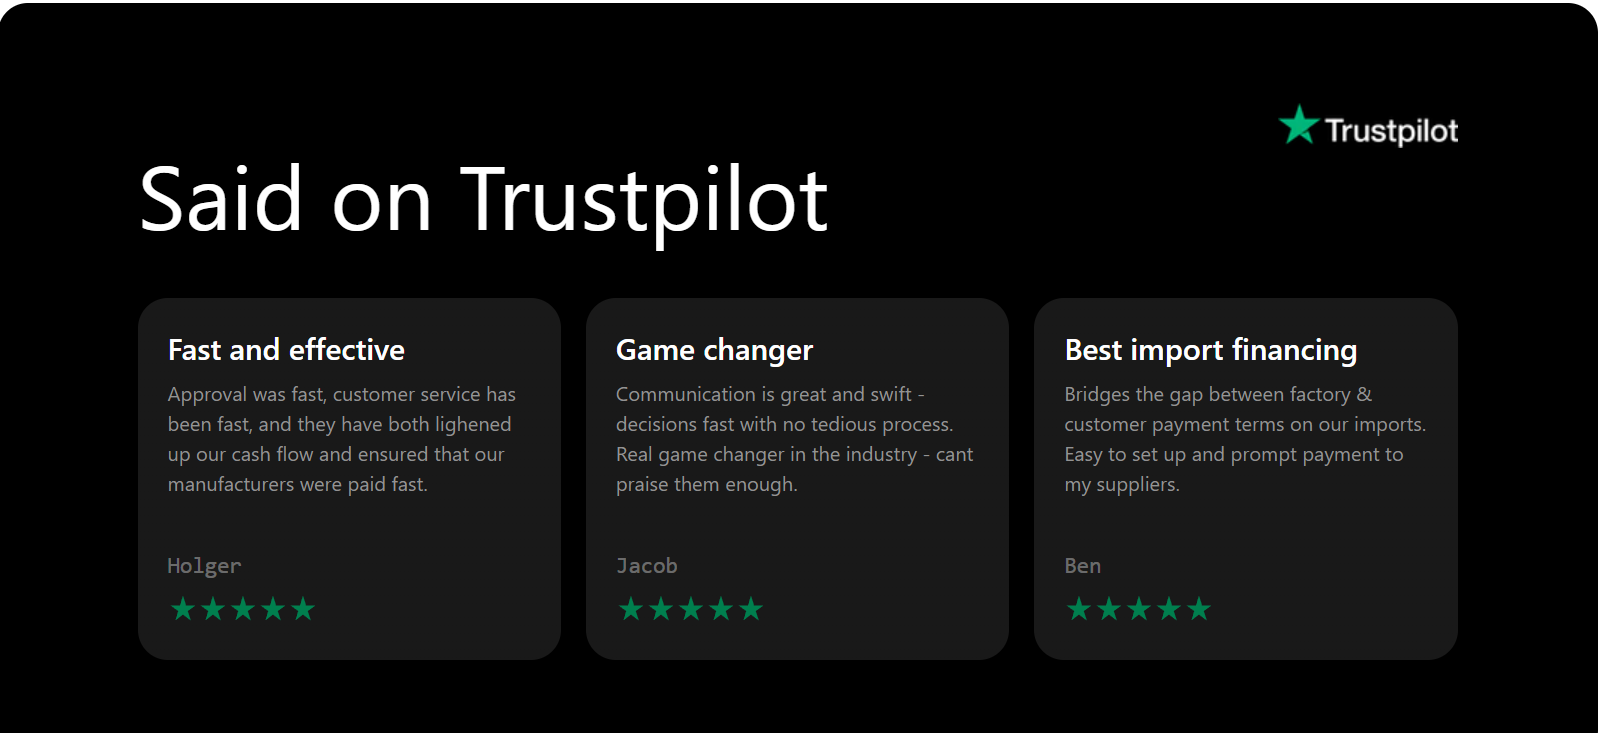 Trustpilot
Said on Trustpilot
Fast and effective
Approval was fast, customer service has
been fast, and they have both lighened
up our cash flow and ensured that our
manufacturers were paid fast.
Holger
Game changer
Communication is great and swift -
decisions fast with no tedious process.
Real game changer in the industry - cant
praise them enough.
Jacob
Best import financing
Bridges the gap between factory &
customer payment terms on our imports.
Easy to set up and prompt payment to
my suppliers.
Ben